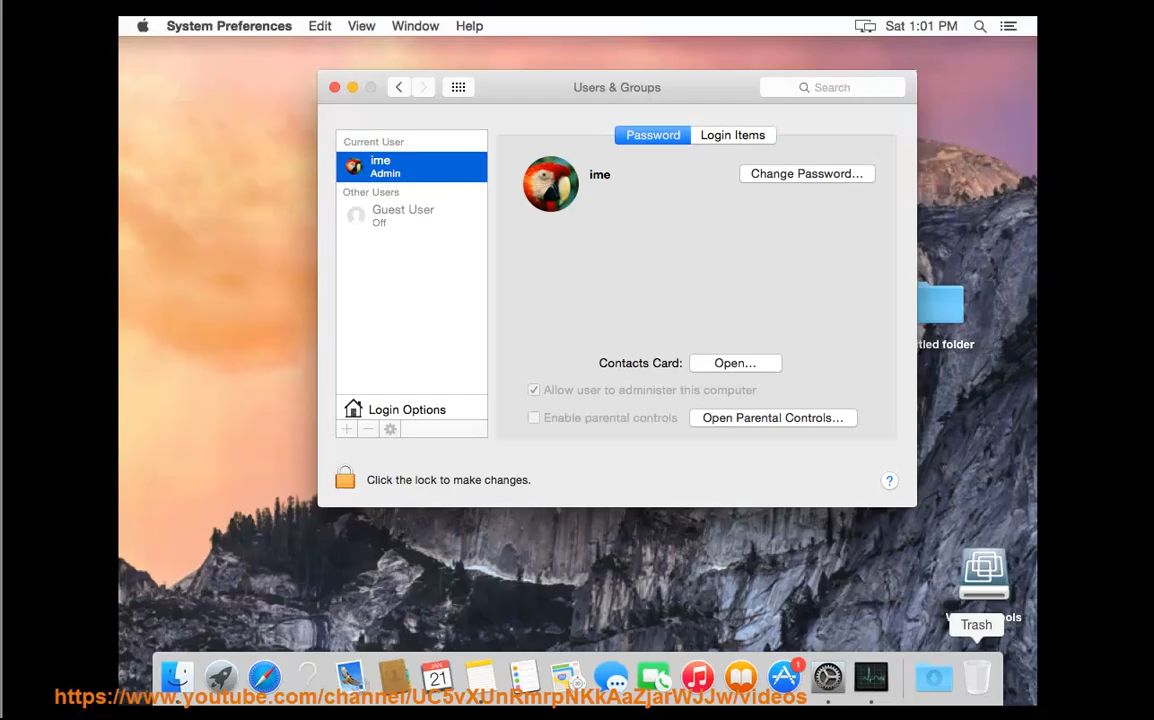 System Preferences Edit View Window Help Sat 1:01 PM
Users & Groups
Search
Password Login Items
Current User
ime
Admin
Other Users
Guest User
Off
Login Options
ime
Change Password...
Contacts Card: Open...
Allow user to administer this computer
Enable parental controls Open Parental Controls...
Click the lock to make changes.
?
tled folder
ols
Trash
JAN
21
1
https://www.youtube.com/channel/UC5vXUnRmrpNKkAaZjarWJJw/videos